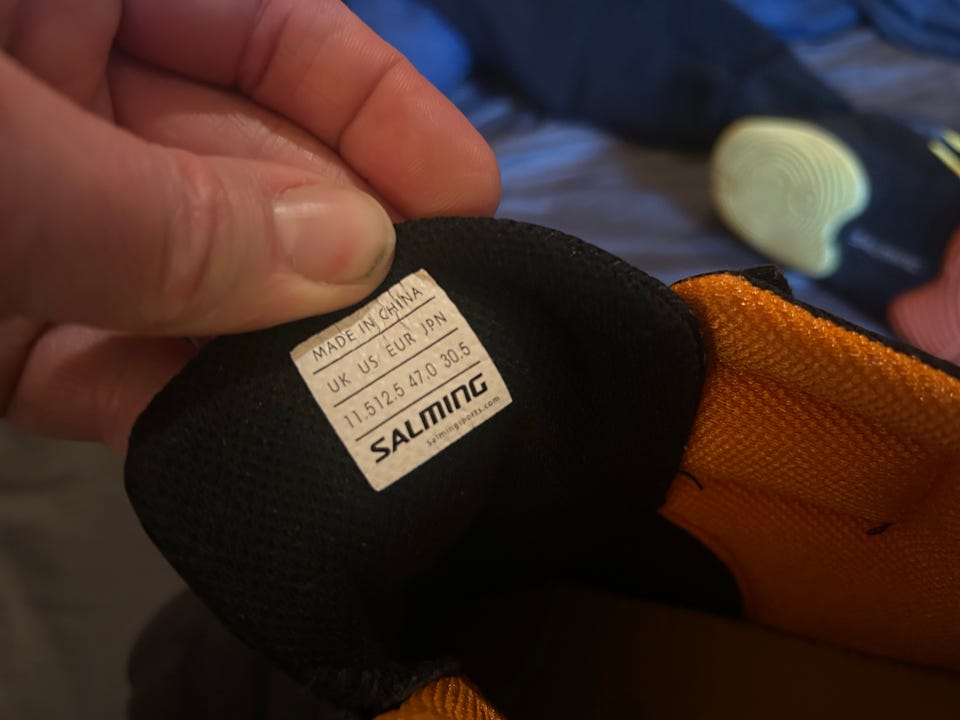 MADE IN CHINA
UK US EUR JPN
11.5 12.5 47.0 30.5
SALMING
salmingsports.com